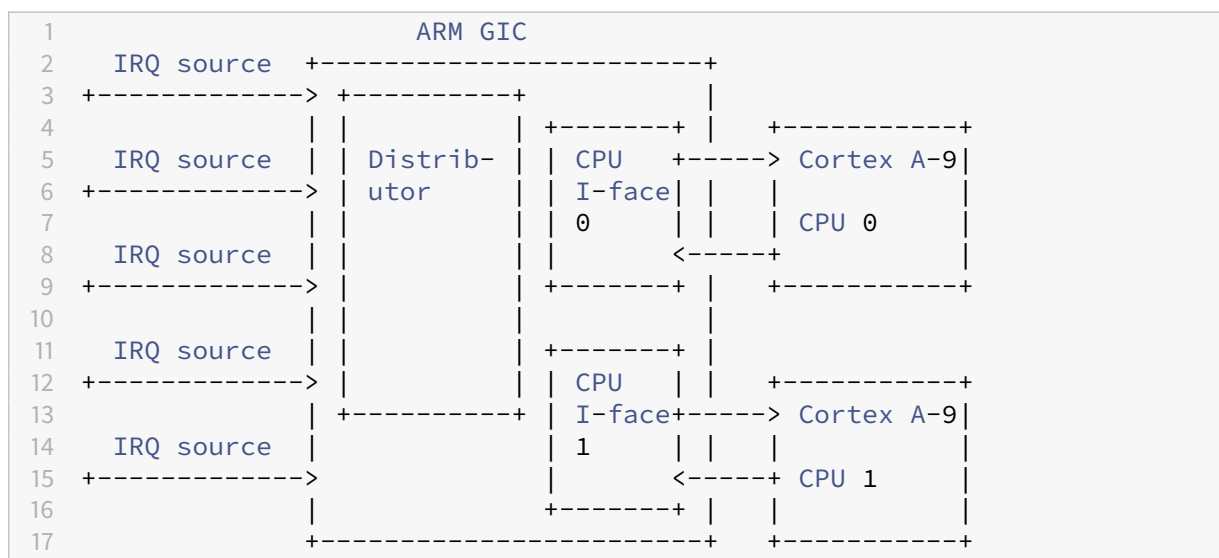 1                         ARM GIC
2      IRQ source  +------------------------+
3    +-------------> +----------+           |
4                  | |          | +-------+ |   +-----------+
5      IRQ source  | | Distrib- | | CPU   +-----> Cortex A-9|
6    +-------------> | utor     | | I-face| |   |           |
7                  | |          | | 0     | |   | CPU 0     |
8      IRQ source  | |          | |       <-----+           |
9    +-------------> |          | +-------+ |   +-----------+
10                 | |          |           |
11     IRQ source  | |          | +-------+ |
12   +-------------> |          | | CPU   | |   +-----------+
13                 | +----------+ | I-face+-----> Cortex A-9|
14     IRQ source  |              | 1     | |   |           |
15   +------------->              |       <-----+ CPU 1     |
16                 |              +-------+ |   |           |
17                 +------------------------+   +-----------+